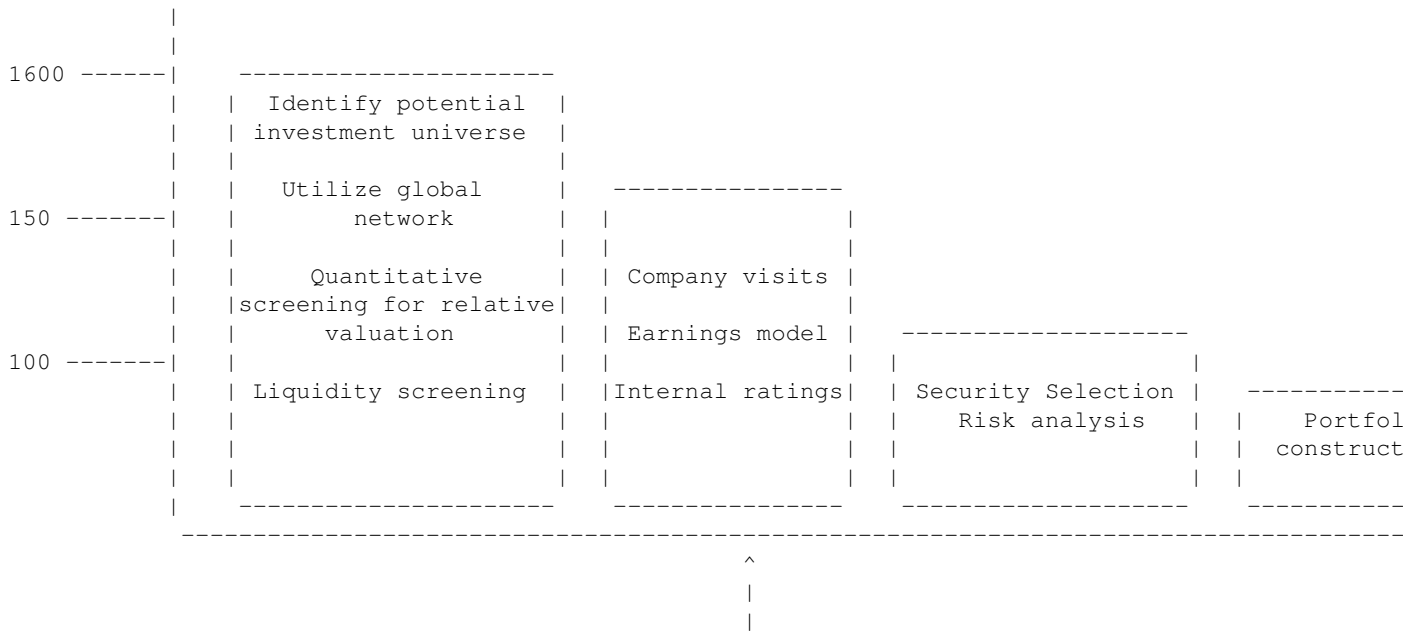 1600
Identify potential
investment universe
Utilize global
network
150
Quantitative
screening for relative
valuation
Company visits
Earnings model
100
Liquidity screening
Internal ratings
Security Selection
Risk analysis
Portfol
construct